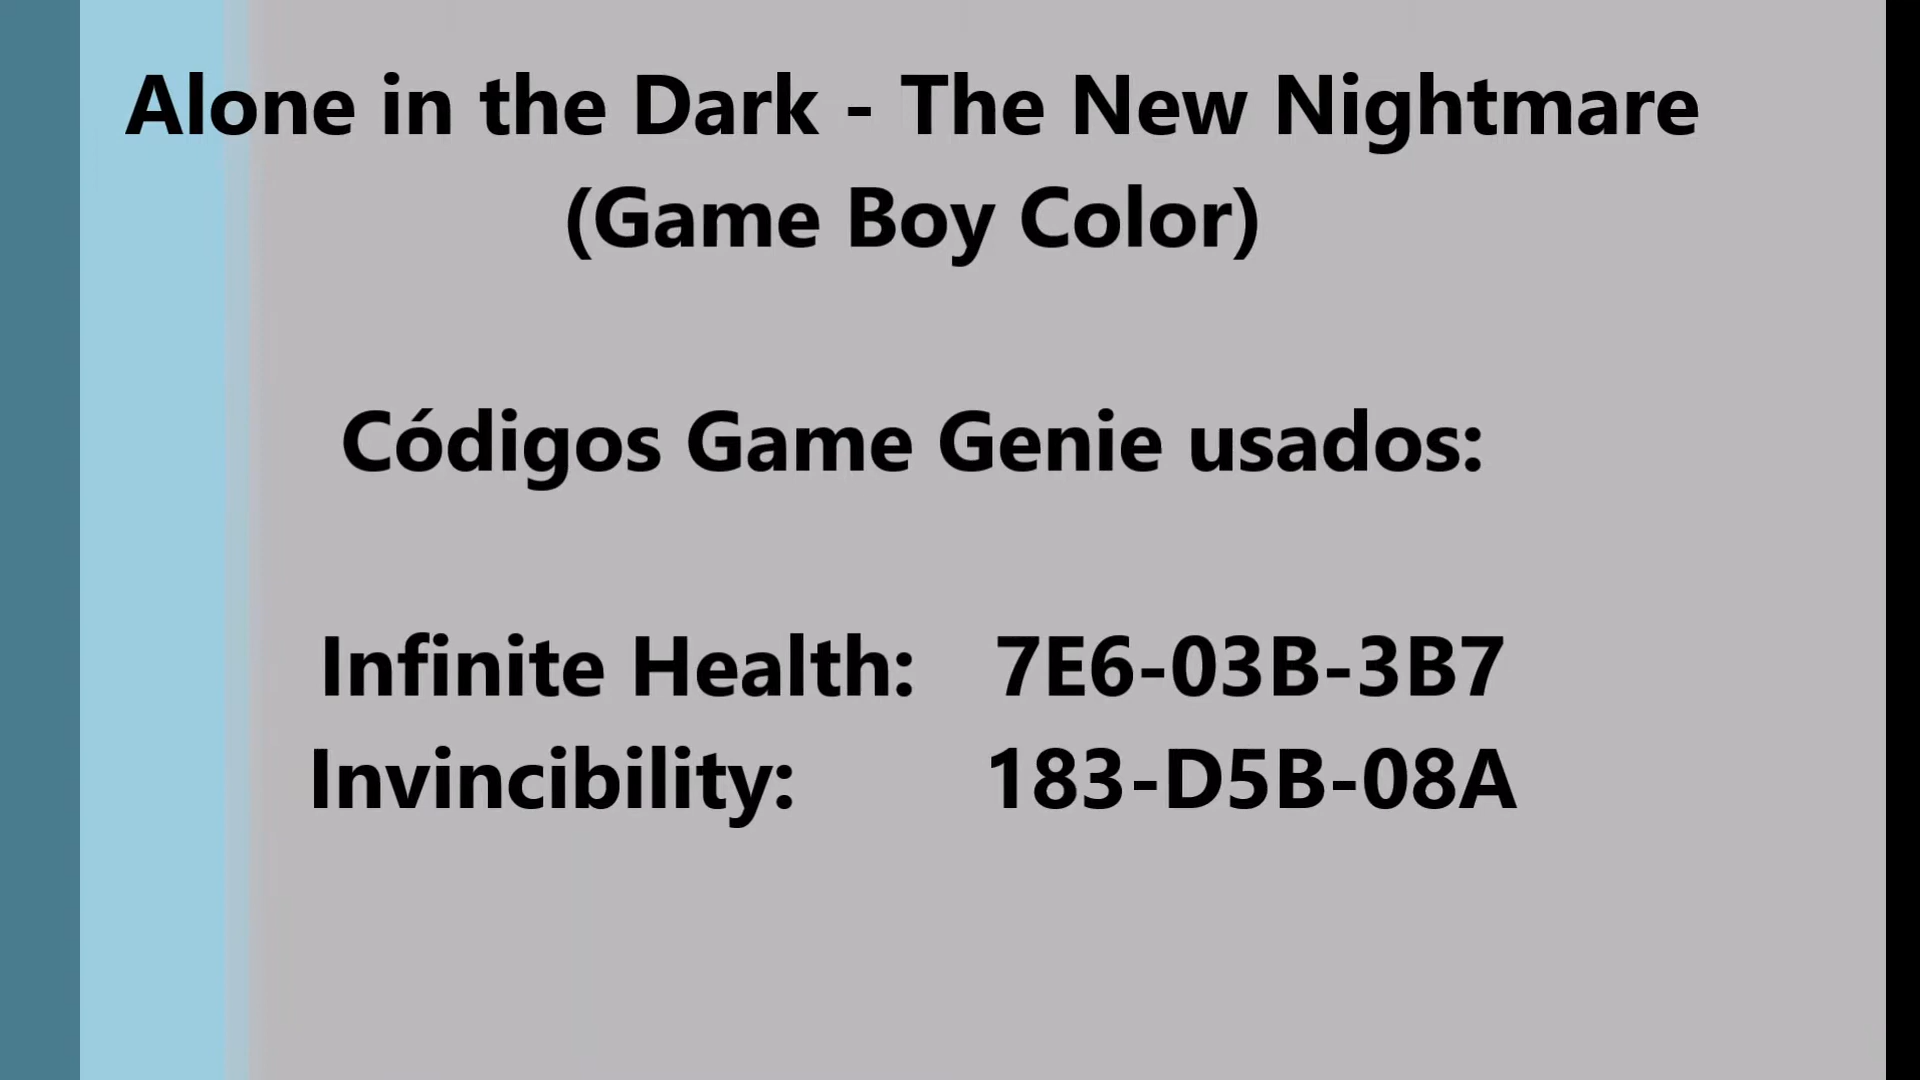 Alone in the Dark - The New Nightmare
(Game Boy Color)
Códigos Game Genie usados:
Infinite Health: 7E6-03B-3B7
Invincibility: 183-D5B-08A